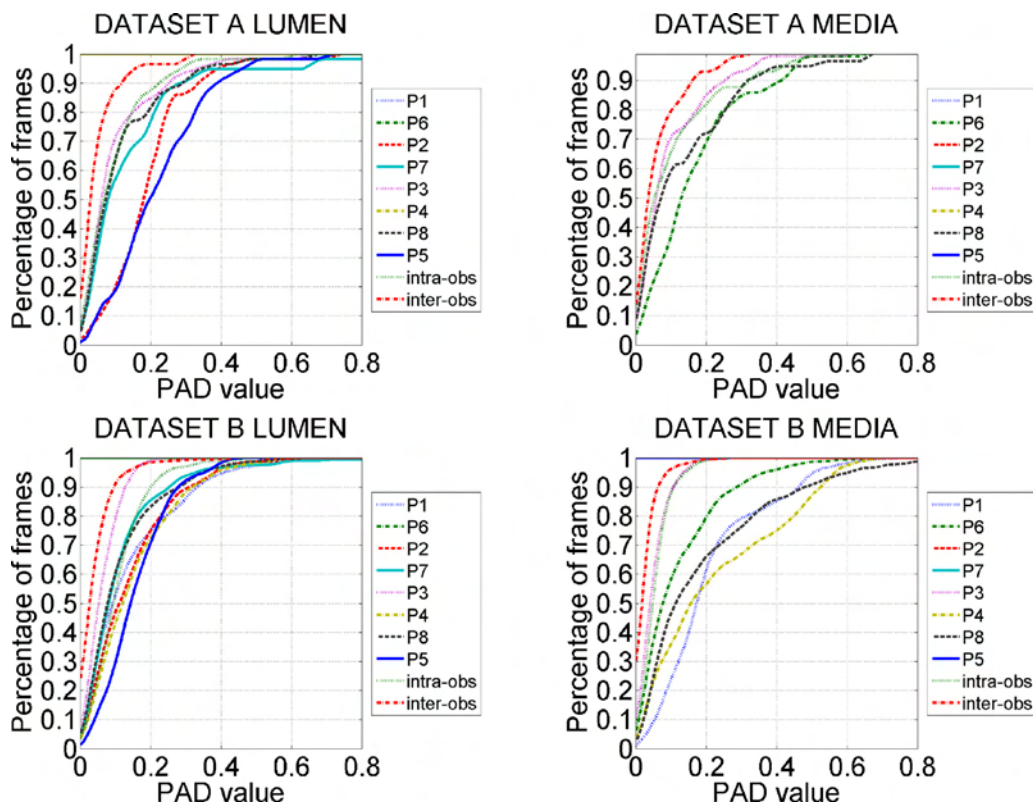 DATASET A LUMEN
Percentage of frames
1
0.9
0.8
0.7
0.6
0.5
0.4
0.3
0.2
0.1
0
0 0.2 0.4 0.6 0.8
PAD value
P1
P6
P2
P7
P3
P4
P8
P5
intra-obs
inter-obs
DATASET A MEDIA
Percentage of frames
0.9
0.8
0.7
0.6
0.5
0.4
0.3
0.2
0.1
0
0 0.2 0.4 0.6 0.8
PAD value
P1
P6
P2
P7
P3
P4
P8
P5
intra-obs
inter-obs
DATASET B LUMEN
Percentage of frames
1
0.9
0.8
0.7
0.6
0.5
0.4
0.3
0.2
0.1
0
0 0.2 0.4 0.6 0.8
PAD value
P1
P6
P2
P7
P3
P4
P8
P5
intra-obs
inter-obs
DATASET B MEDIA
Percentage of frames
1
0.9
0.8
0.7
0.6
0.5
0.4
0.3
0.2
0.1
0
0 0.2 0.4 0.6 0.8
PAD value
P1
P6
P2
P7
P3
P4
P8
P5
intra-obs
inter-obs